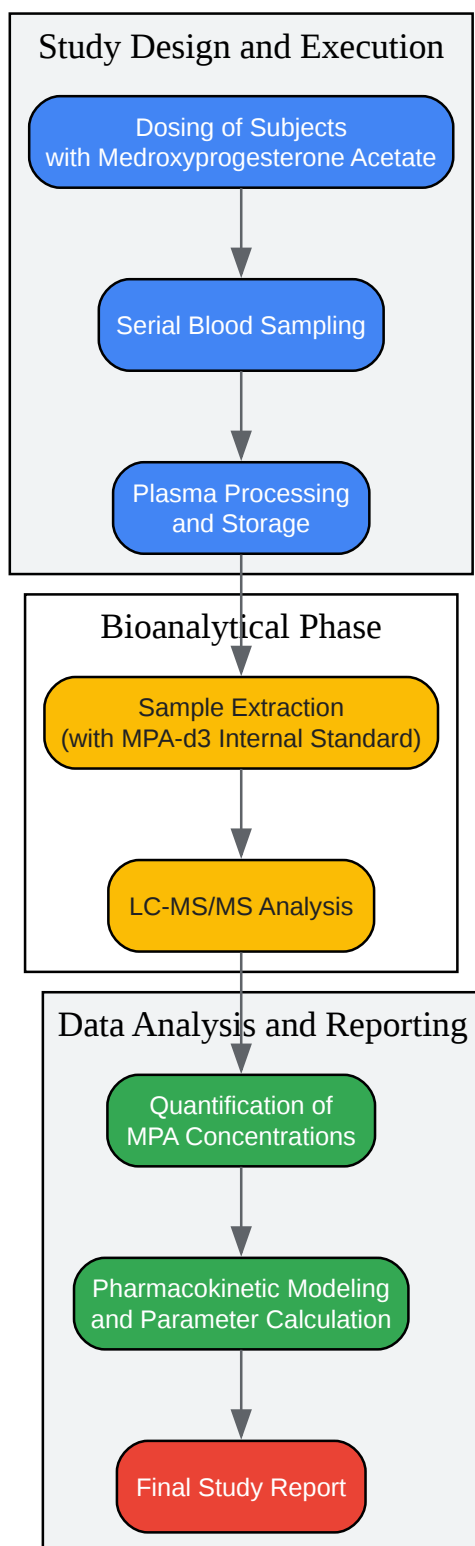 Study Design and Execution
Dosing of Subjects
with Medroxyprogesterone Acetate
Serial Blood Sampling
Plasma Processing
and Storage
Bioanalytical Phase
Sample Extraction
(with MPA-d3 Internal Standard)
LC-MS/MS Analysis
Data Analysis and Reporting
Quantification of
MPA Concentrations
Pharmacokinetic Modeling
and Parameter Calculation
Final Study Report